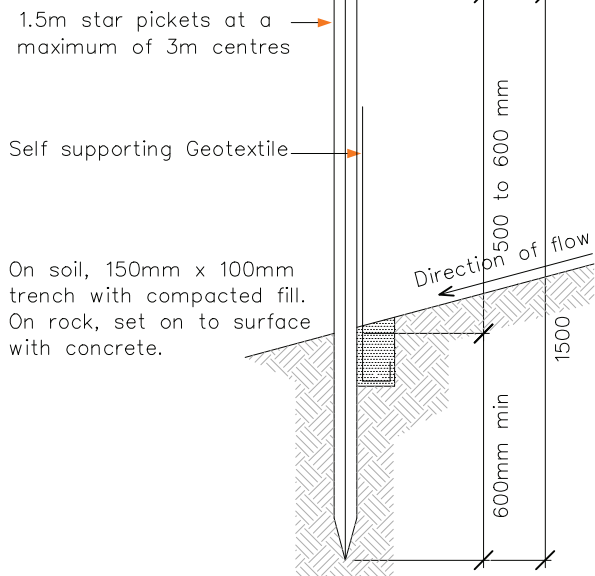 1.5m star pickets at a
maximum of 3m centres
Self supporting Geotextile
On soil, 150mm x 100mm
trench with compacted fill.
On rock, set on to surface
with concrete.
500 to 600 mm
Direction of flow
1500
600mm min